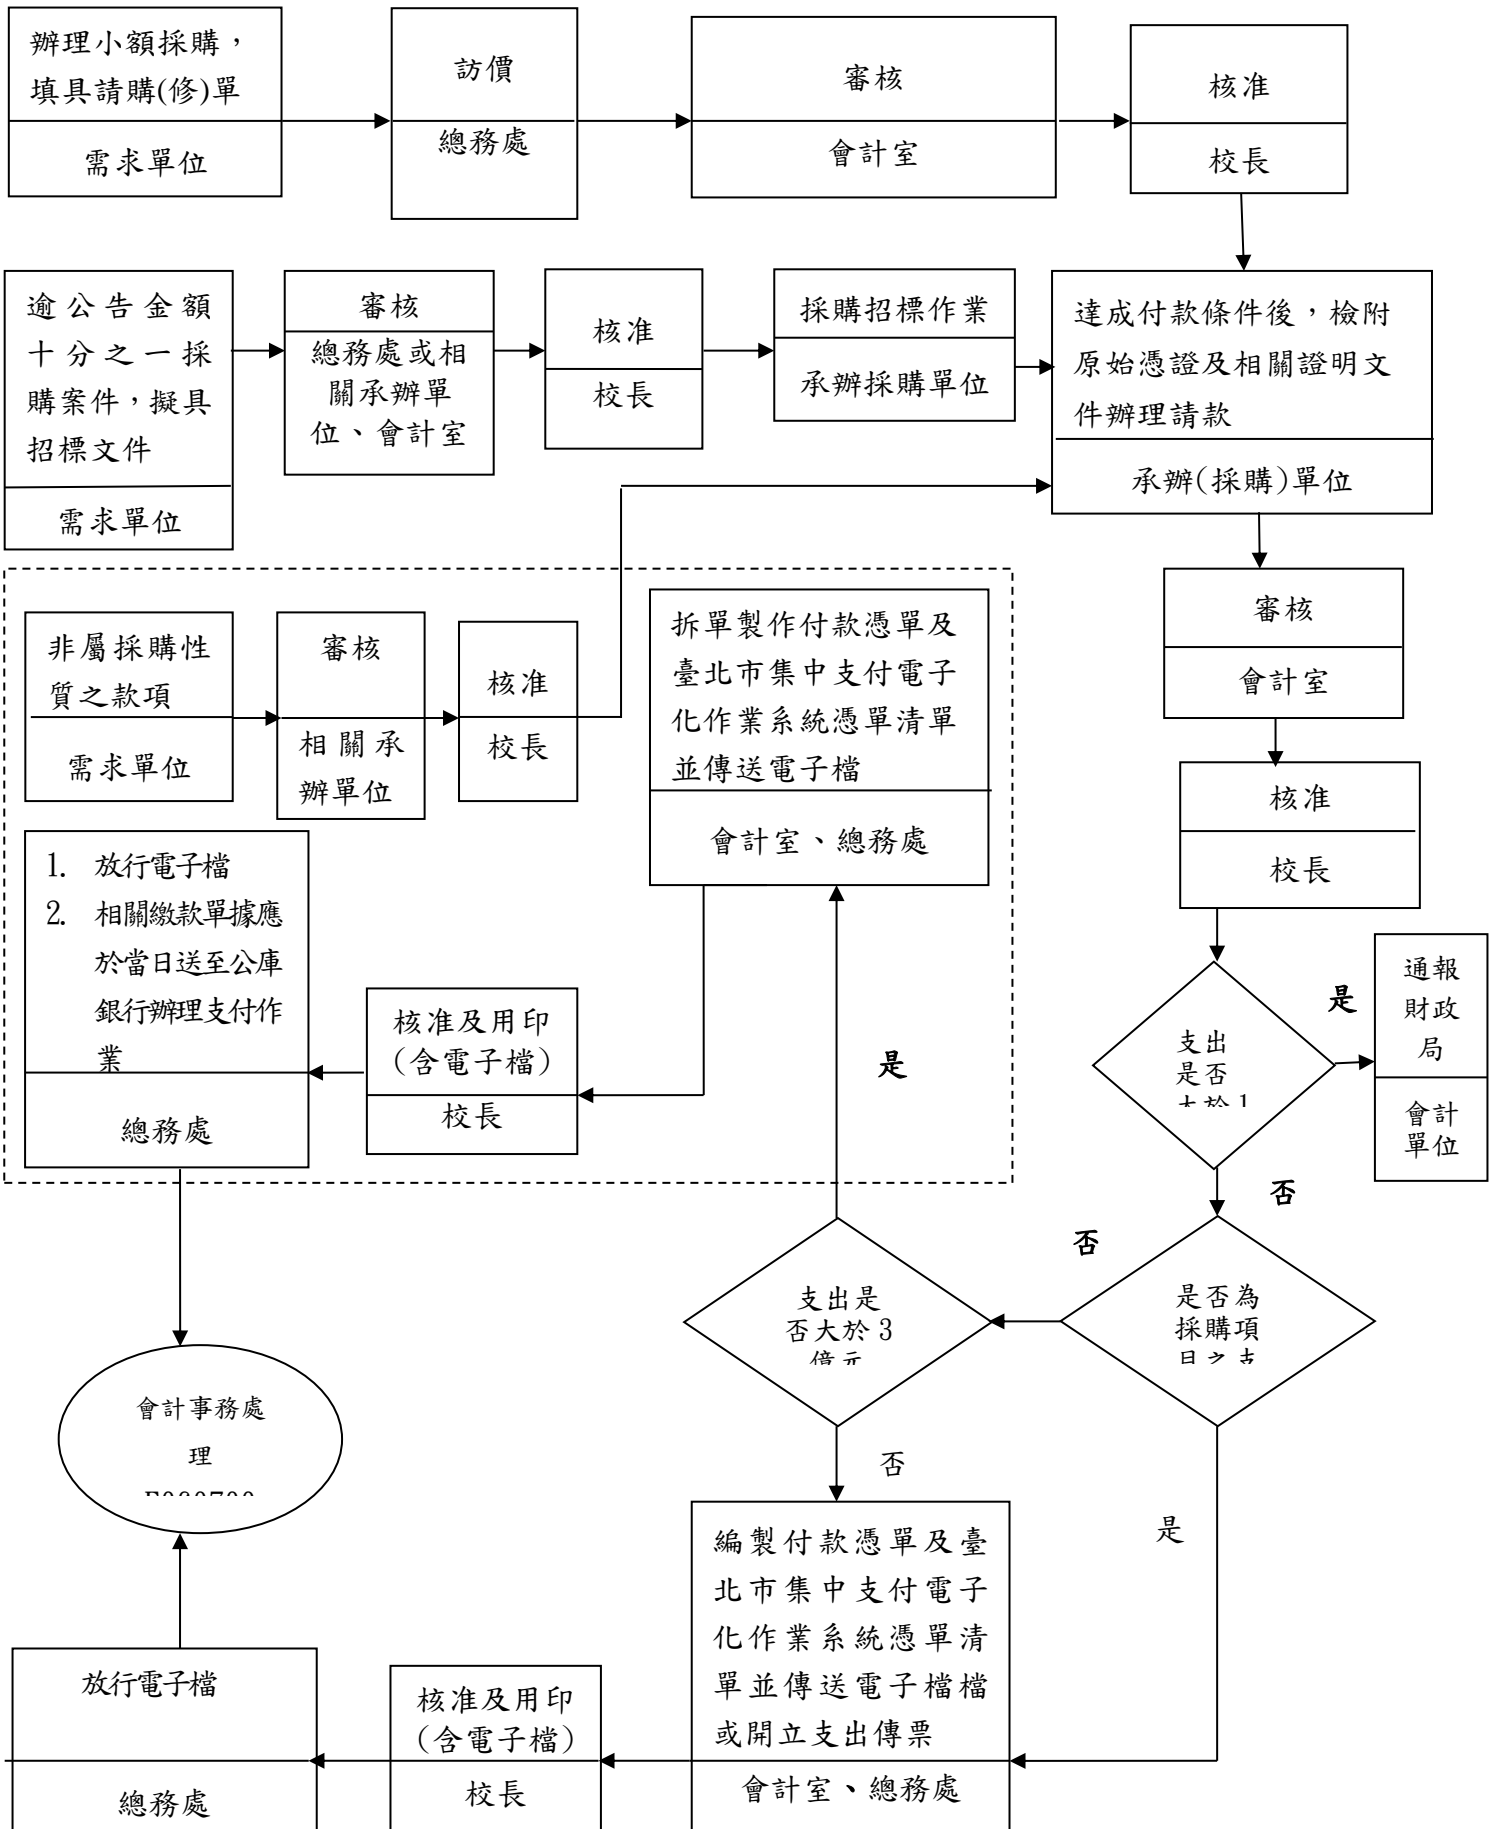 辦理小額採購，
填具請購(修)單
需求單位
訪價
總務處
審核
會計室
核准
校長
逾公告金額
十分之一採
購案件，擬具
招標文件
需求單位
審核
總務處或相
關承辦單
位、會計室
核准
校長
採購招標作業
承辦採購單位
達成付款條件後，檢附
原始憑證及相關證明文
件辦理請款
承辦(採購)單位
非屬採購性
質之款項
需求單位
審核
相關承
辦單位
核准
校長
拆單製作付款憑單及
臺北市集中支付電子
化作業系統憑單清單
並傳送電子檔
會計室、總務處
審核
會計室
核准
校長
1. 放行電子檔
2. 相關繳款單據應
於當日送至公庫
銀行辦理支付作
業
總務處
核准及用印
(含電子檔)
校長
是
支出
是否
大於1
是
通報
財政
局
會計
單位
否
否
支出是
否大於3
億元
是否為
採購項
目之支
會計事務處
理
否
是
編製付款憑單及臺
北市集中支付電子
化作業系統憑單清
單並傳送電子檔檔
或開立支出傳票
會計室、總務處
核准及用印
(含電子檔)
校長
放行電子檔
總務處